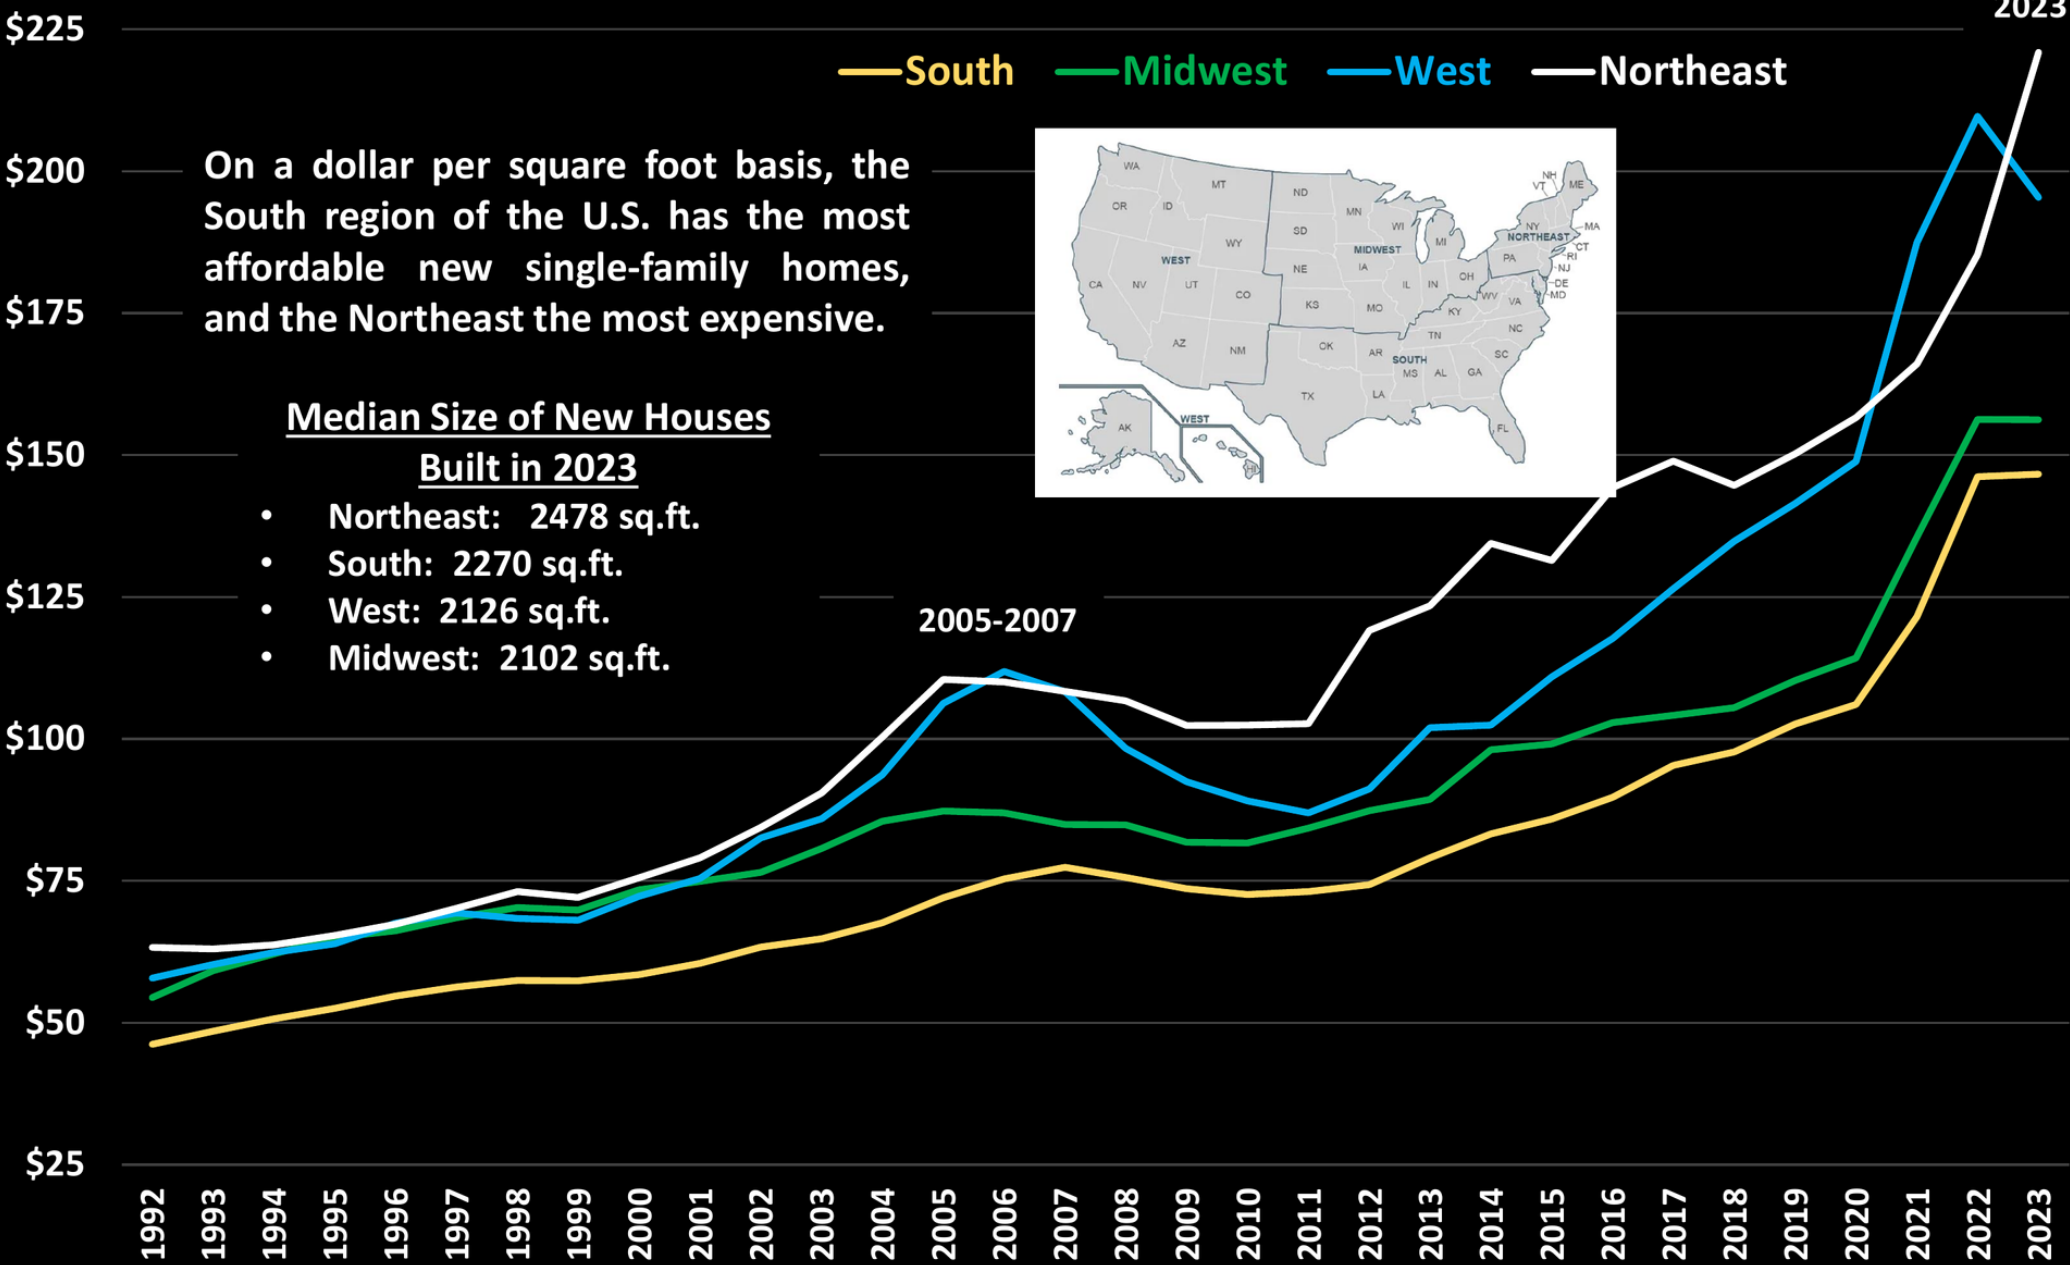 2023
$225
South Midwest West Northeast
$200
$175
$150
$125
$100
$75
$50
$25
On a dollar per square foot basis, the
South region of the U.S. has the most
affordable new single-family homes,
and the Northeast the most expensive.
Median Size of New Houses
Built in 2023
• Northeast: 2478 sq.ft.
• South: 2270 sq.ft.
• West: 2126 sq.ft.
• Midwest: 2102 sq.ft.
2005-2007
WA
MT
ND
MN
OR
ID
SD
WI
MI
NH
VT
ME
NY
MA
NORTHEAST
CT
RI
WY
WEST
MIDWEST
PA
NJ
CA
NV
UT
CO
NE
IA
IL
IN
OH
DE
MD
WV
VA
KS
MO
KY
AZ
NM
OK
AR
TN
NC
SOUTH
SC
TX
LA
MS
AL
GA
FL
WEST
AK
HI
1992 1993 1994 1995 1996 1997 1998 1999 2000 2001 2002 2003 2004 2005 2006 2007 2008 2009 2010 2011 2012 2013 2014 2015 2016 2017 2018 2019 2020 2021 2022 2023